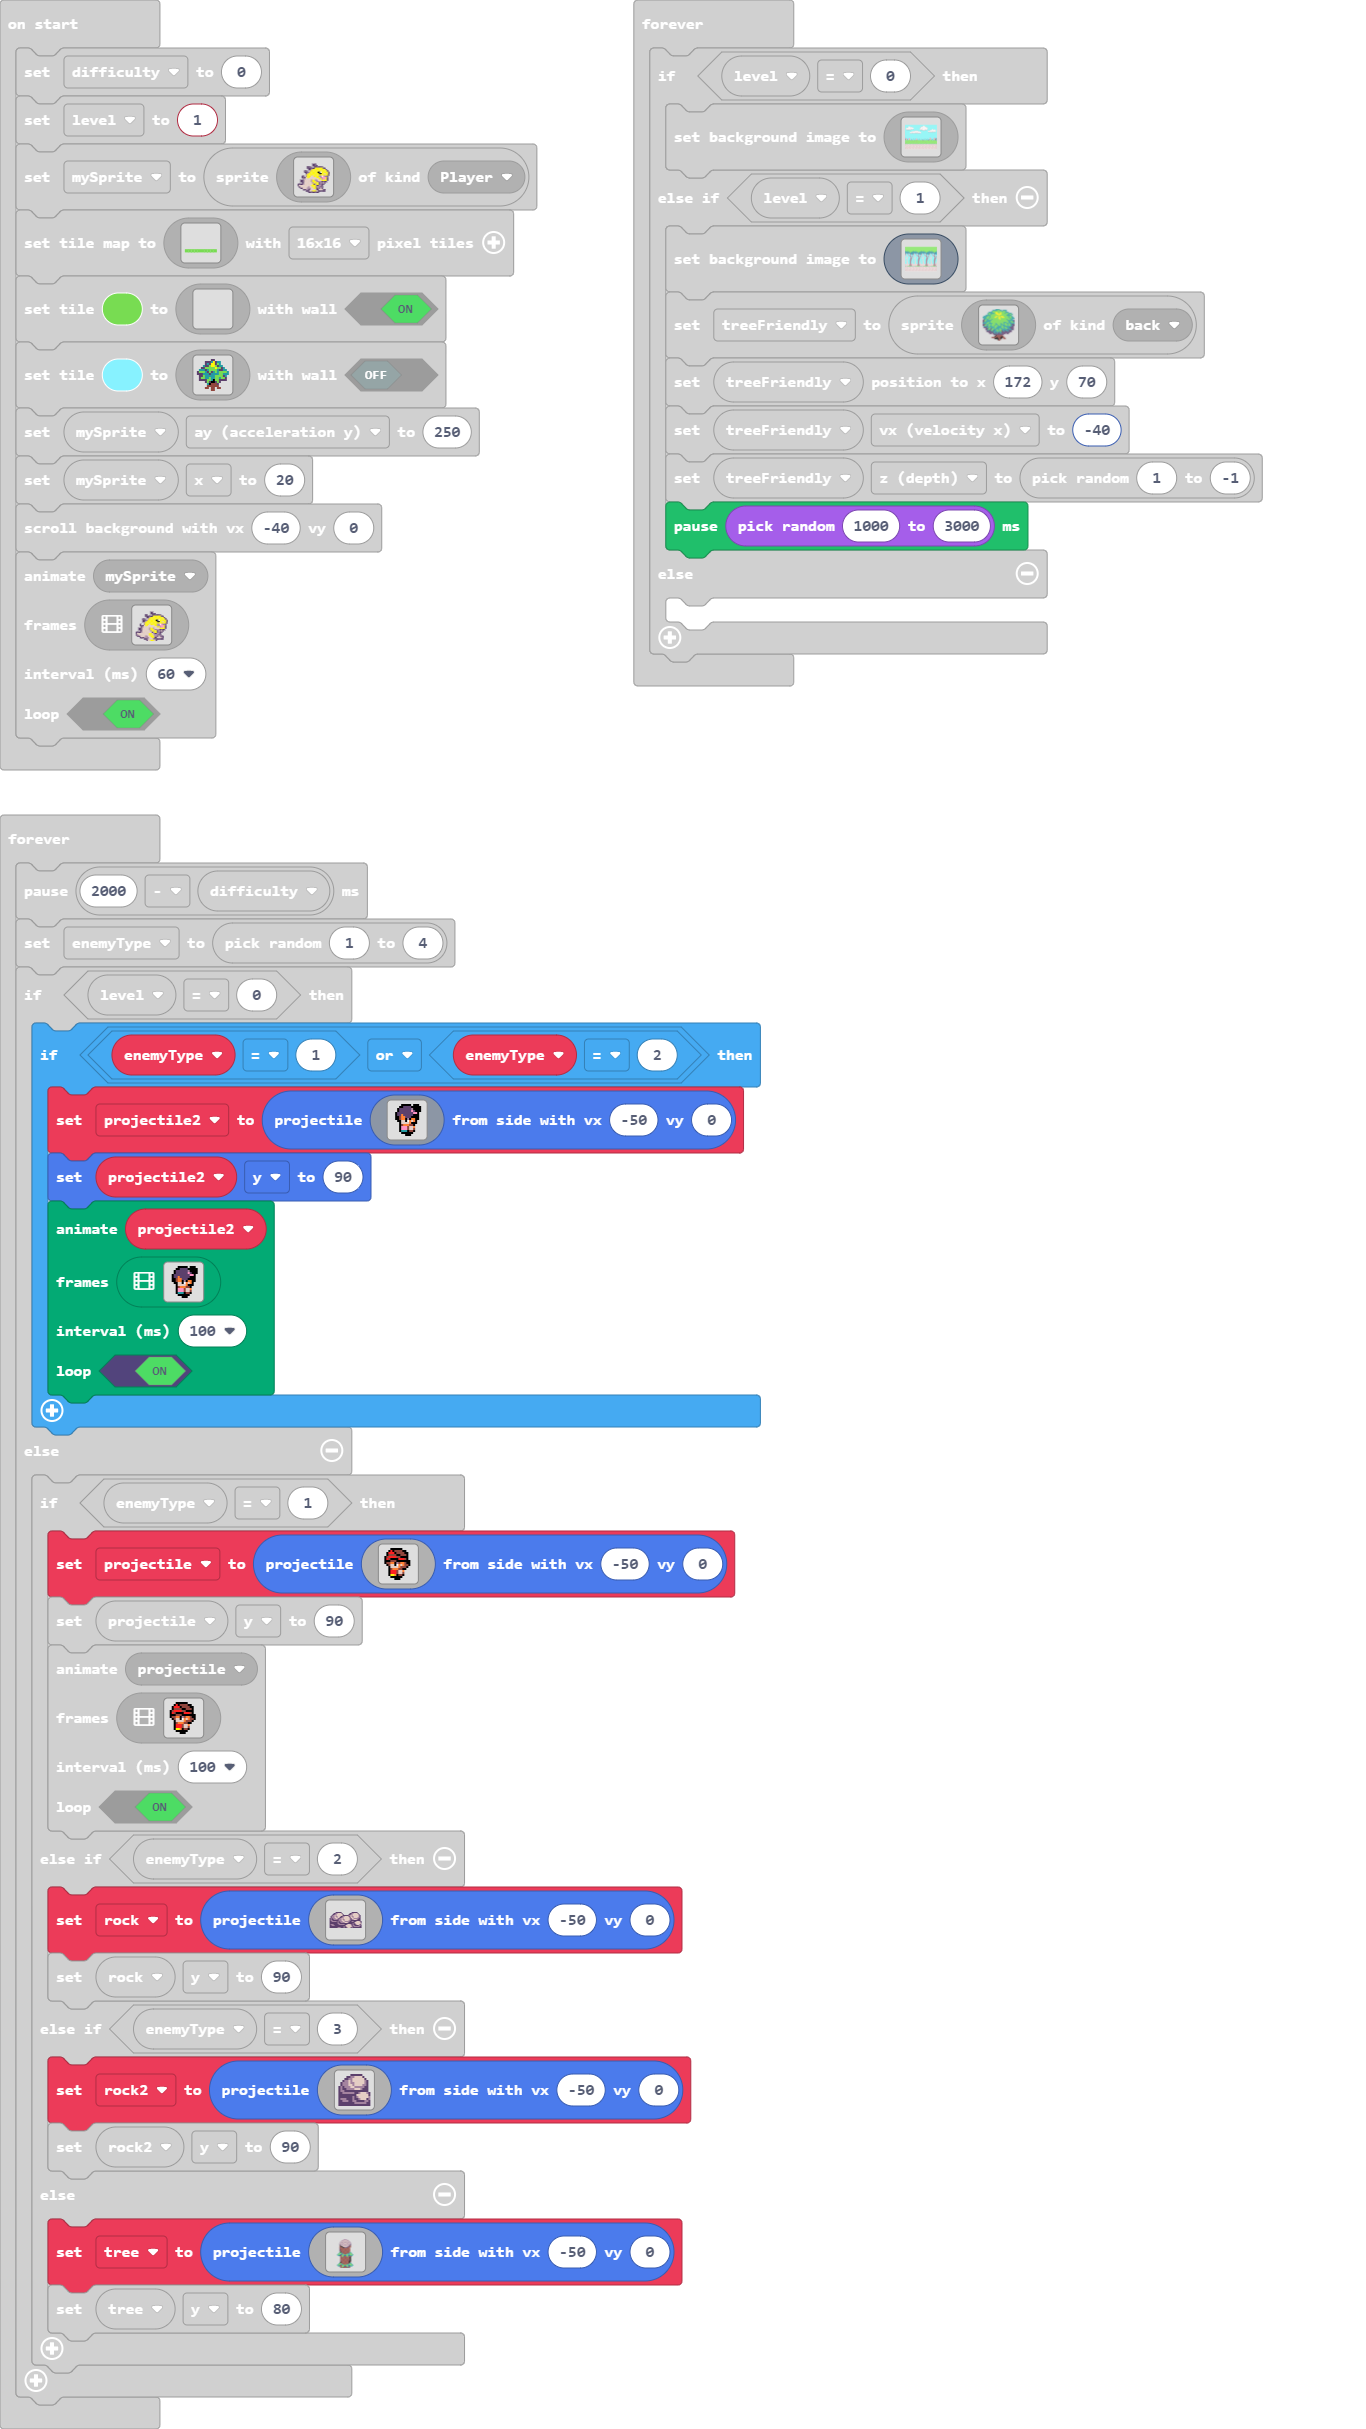 on start
set difficulty to 0
set level to 1
set mySprite to sprite of kind Player
set tile map to with 16x16 pixel tiles
set tile to with wall ON
set tile to with wall OFF
set mySprite ay (acceleration y) to 250
set mySprite x to 20
scroll background with vx -40 vy 0
animate mySprite
frames
interval (ms) 60
loop ON
forever
if level = 0 then
set background image to
else if level = 1 then
set background image to
set treeFriendly to sprite of kind back
set treeFriendly position to x 172 y 70
set treeFriendly vx (velocity x) to -40
set treeFriendly z (depth) to pick random 1 to -1
pause pick random 1000 to 3000 ms
else
forever
pause 2000 - difficulty ms
set enemyType to pick random 1 to 4
if level = 0 then
if enemyType = 1 or enemyType = 2 then
set projectile2 to projectile from side with vx -50 vy 0
set projectile2 y to 90
animate projectile2
frames
interval (ms) 100
loop ON
else
if enemyType = 1 then
set projectile to projectile from side with vx -50 vy 0
set projectile y to 90
animate projectile
frames
interval (ms) 100
loop ON
else if enemyType = 2 then
set rock to projectile from side with vx -50 vy 0
set rock y to 90
else if enemyType = 3 then
set rock2 to projectile from side with vx -50 vy 0
set rock2 y to 90
else
set tree to projectile from side with vx -50 vy 0
set tree y to 80